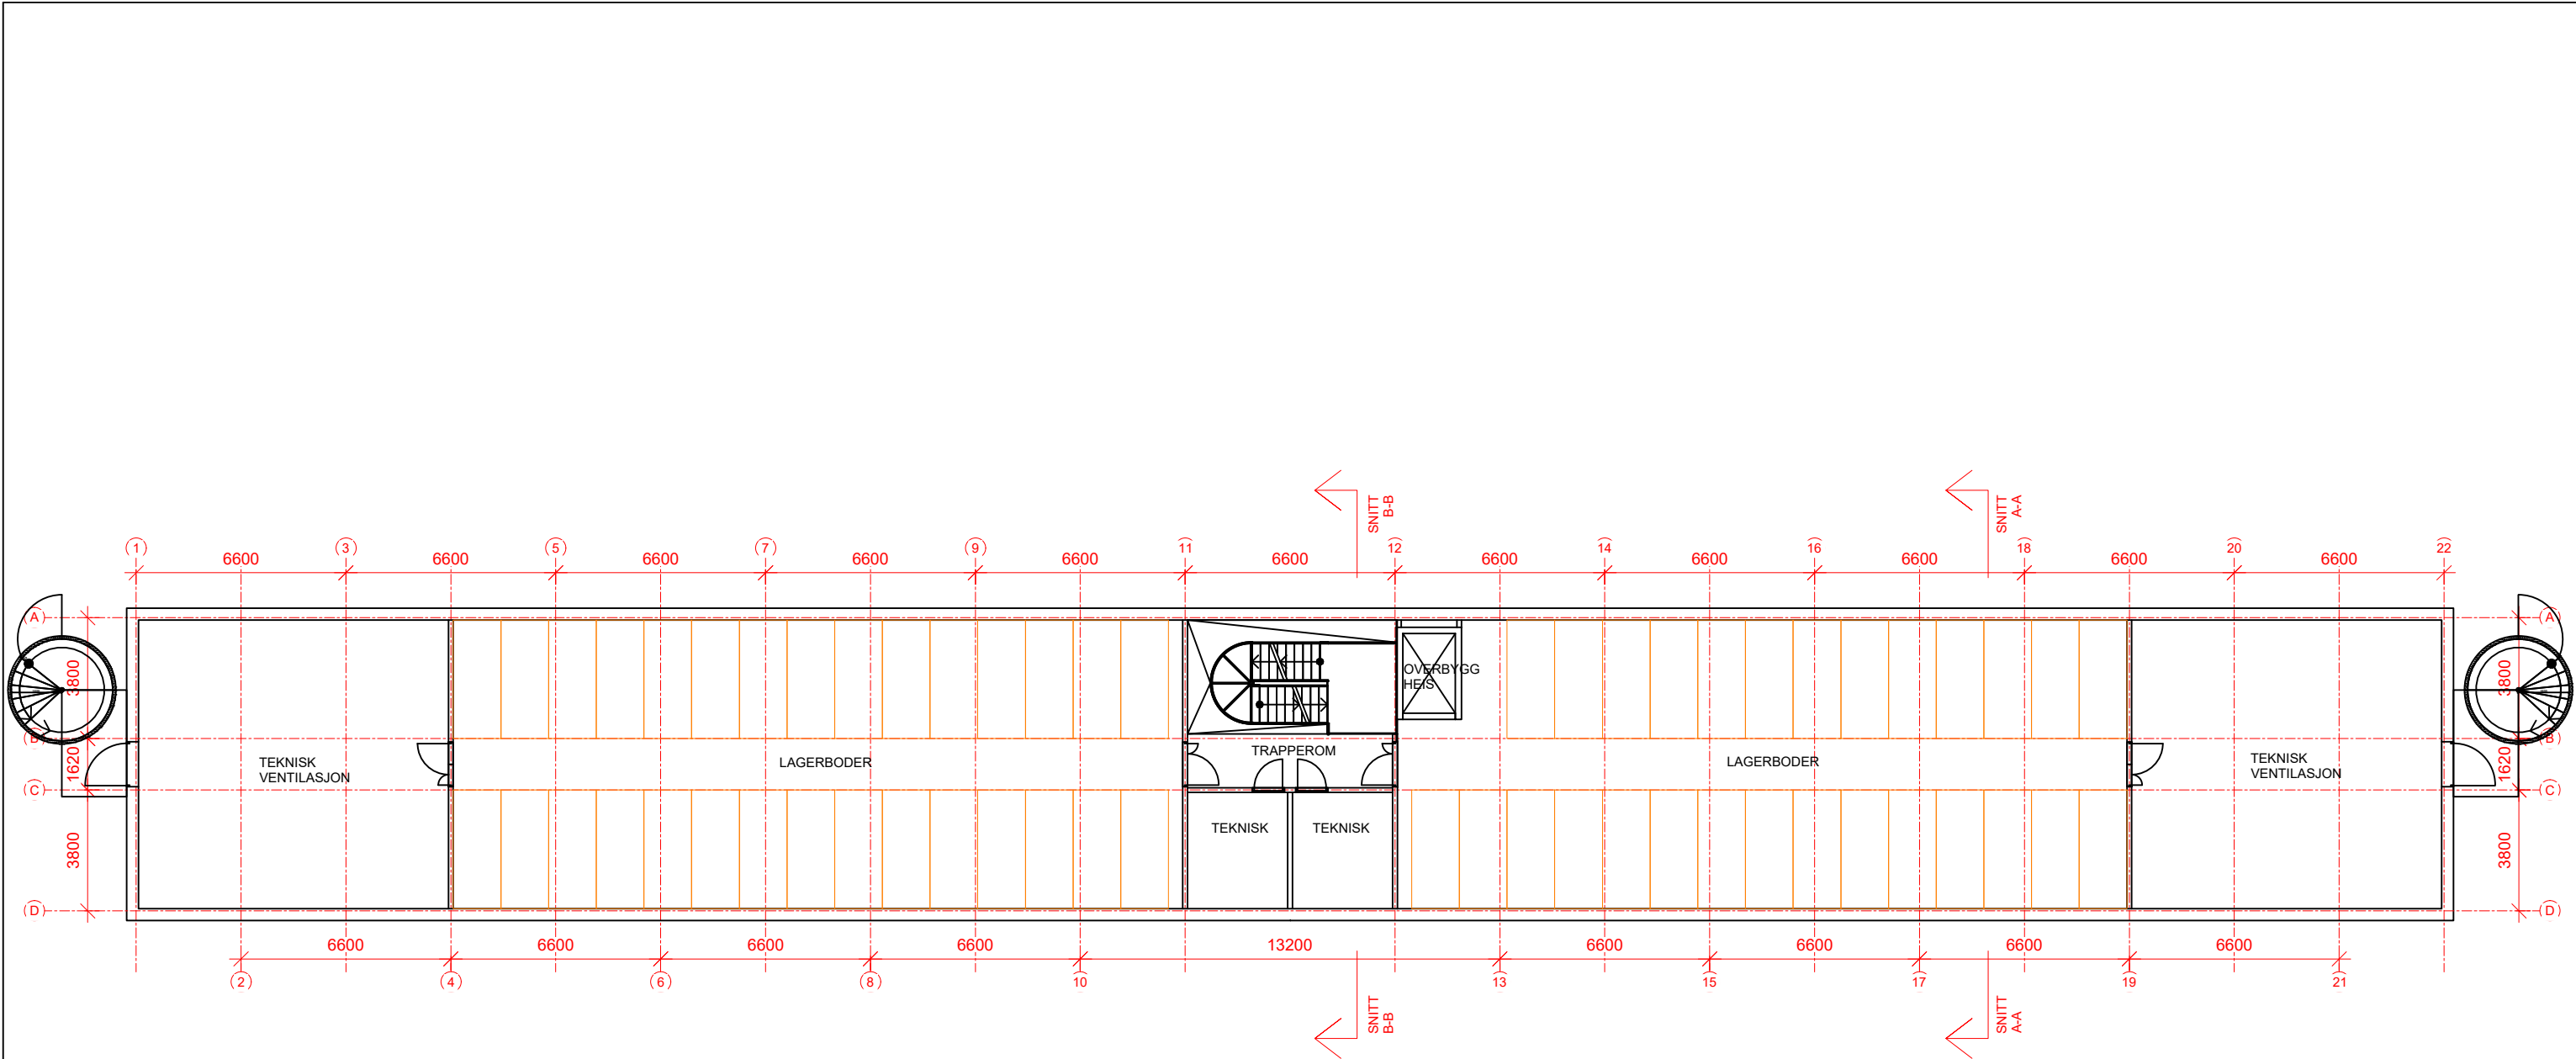 SNITT
B-B
SNITT
A-A
1
3
5
7
9
11
12
14
16
18
20
22
6600
6600
6600
6600
6600
6600
6600
6600
6600
6600
6600
A
A
3800
3800
OVERBYGG
HEIS
B
B
TRAPPEROM
1620
1620
TEKNISK
VENTILASJON
LAGERBODER
LAGERBODER
TEKNISK
VENTILASJON
C
C
TEKNISK
TEKNISK
3800
3800
D
D
6600
6600
6600
6600
13200
6600
6600
6600
6600
2
4
6
8
10
13
15
17
19
21
SNITT
B-B
SNITT
A-A